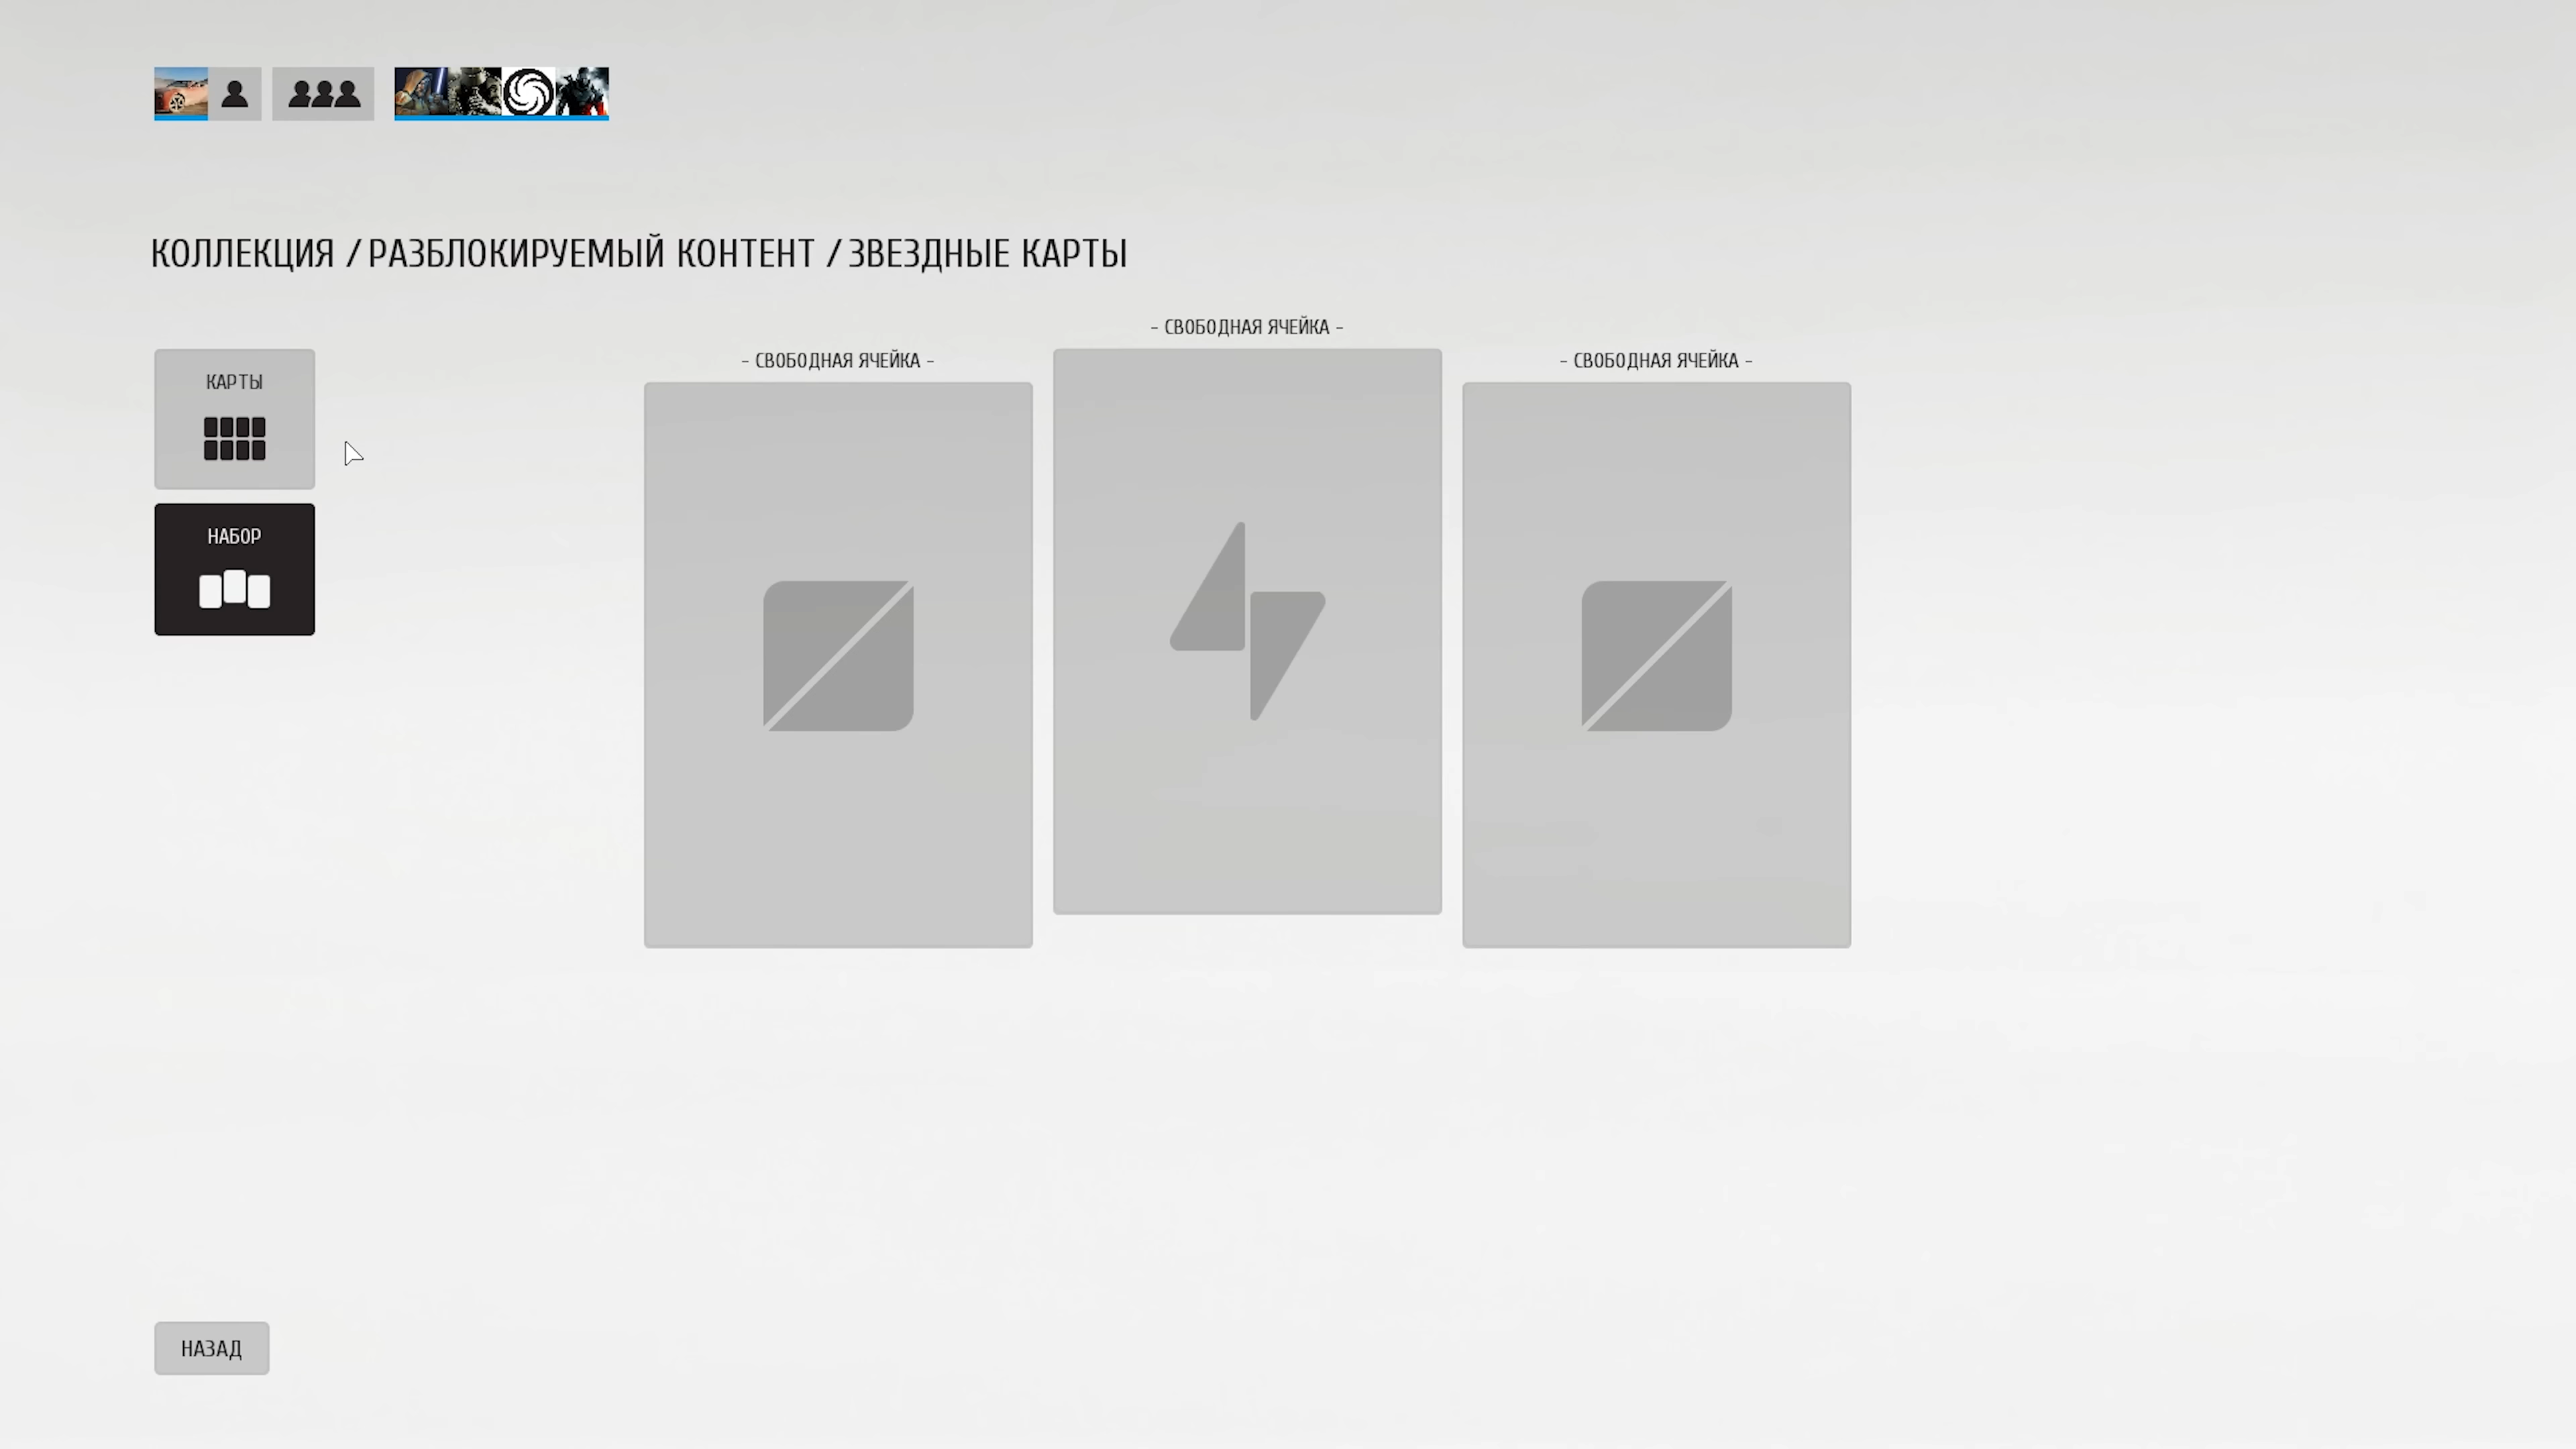 КОЛЛЕКЦИЯ / РАЗБЛОКИРУЕМЫЙ КОНТЕНТ / ЗВЕЗДНЫЕ КАРТЫ
- СВОБОДНАЯ ЯЧЕЙКА -
- СВОБОДНАЯ ЯЧЕЙКА -
- СВОБОДНАЯ ЯЧЕЙКА -
КАРТЫ
НАБОР
НАЗАД